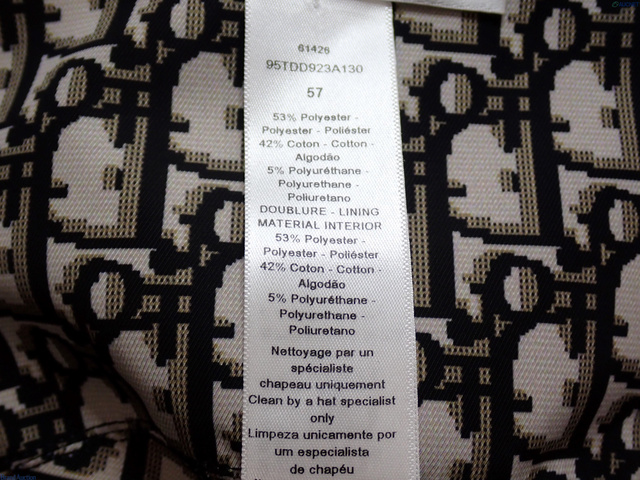 61426
95TDD923A130
57
53% Polyester -
Polyester - Poliéster
42% Coton - Cotton -
Algodão
5% Polyuréthane -
Polyurethane -
Poliuretano
DOUBLURE - LINING
MATERIAL INTERIOR
53% Polyester -
Polyester - Poliéster
42% Coton - Cotton -
Algodão
5% Polyuréthane -
Polyurethane -
Poliuretano
Nettoyage par un
spécialiste
chapeau uniquement
Clean by a hat specialist
only
Limpeza unicamente por
um especialista
de chapéu